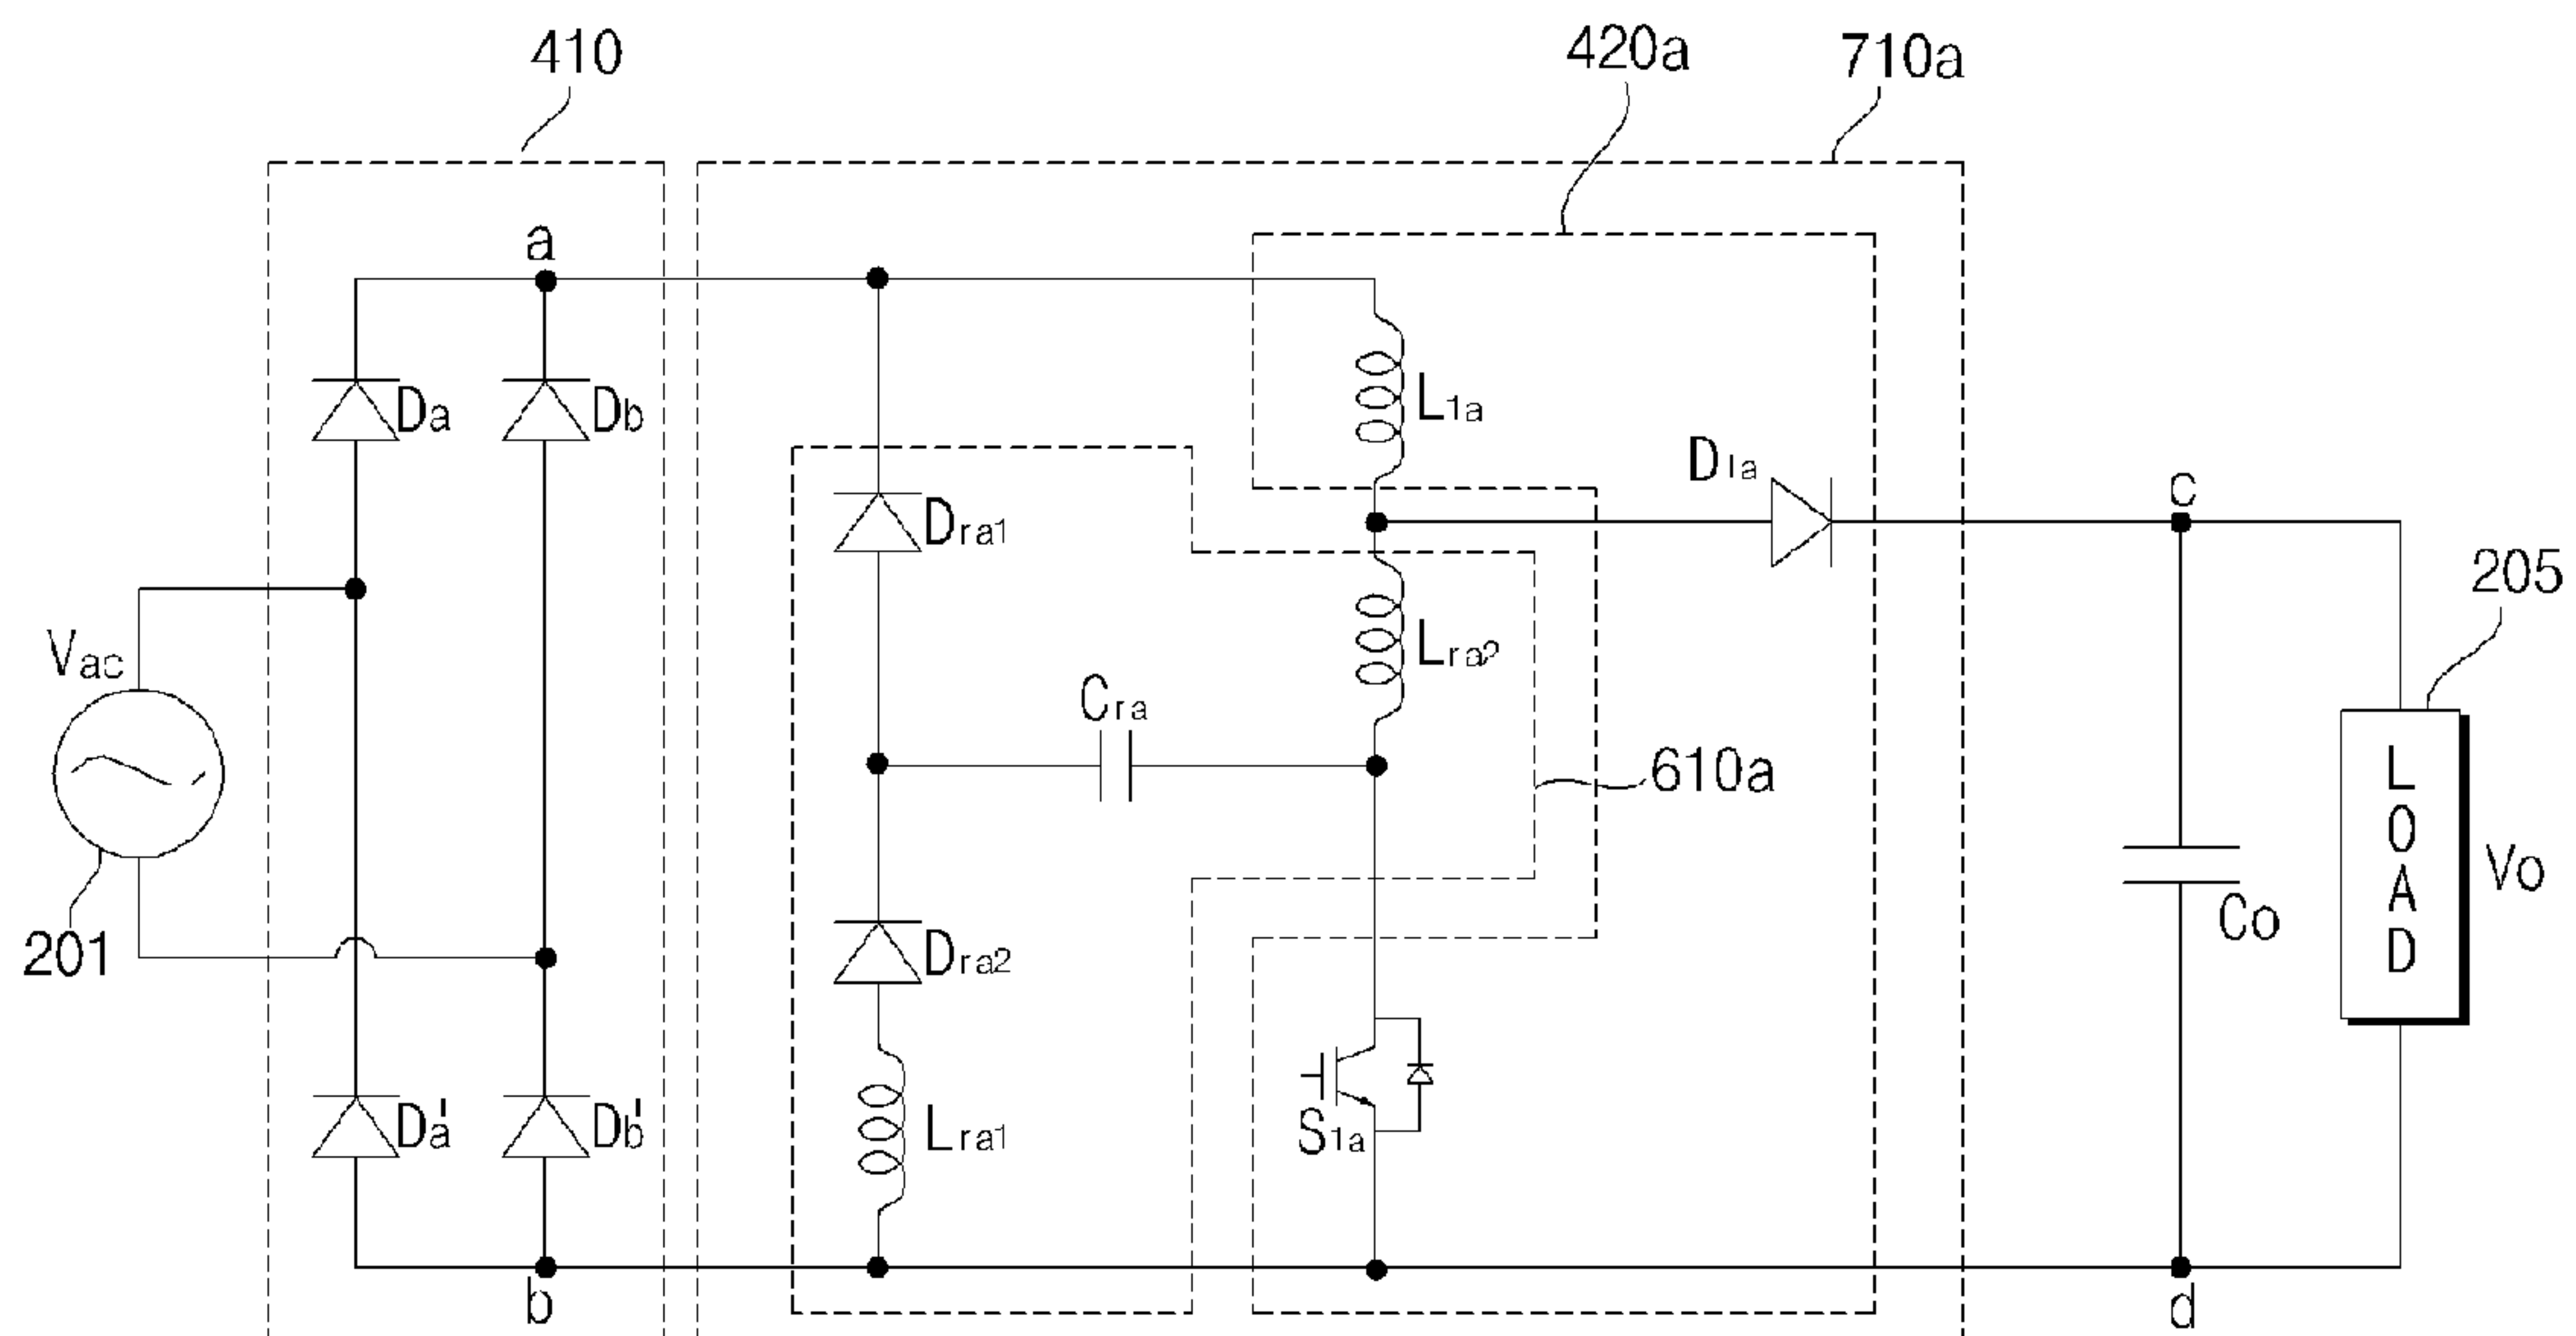 410
420a
710a
a
Da
Db
L1a
D1a
c
Dra1
205
Vac
Lra2
Cra
610a
LOAD
Vo
Co
201
Dra2
Da'
Db'
Lra1
S1a
b
d